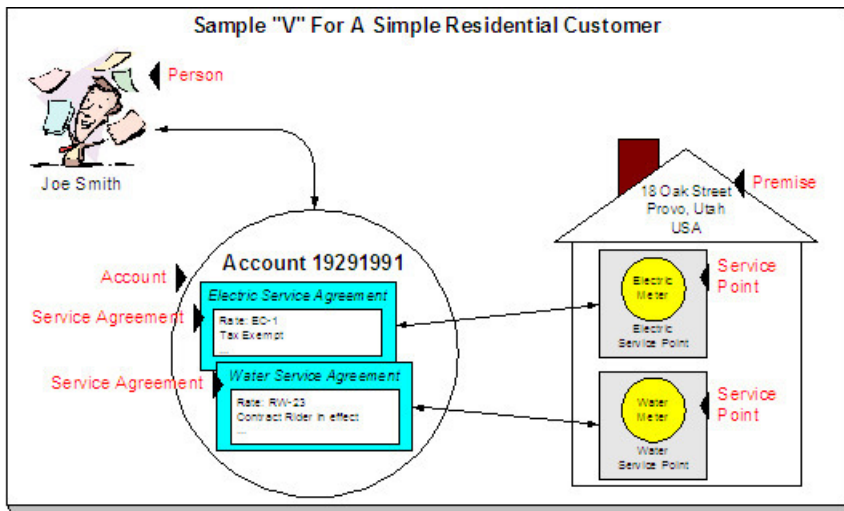 Sample "V" For A Simple Residential Customer
Person
Joe Smith
18 Oak Street
Provo, Utah
USA
Premise
Account 19291991
Account
Electric Service Agreement
Service Agreement
Rate: EC-1
Tax Exempt
...
Water Service Agreement
Service Agreement
Rate: RW-23
Contract Rider in effect
...
Electric
Meter
Electric
Service Point
Service
Point
Water
Meter
Water
Service Point
Service
Point